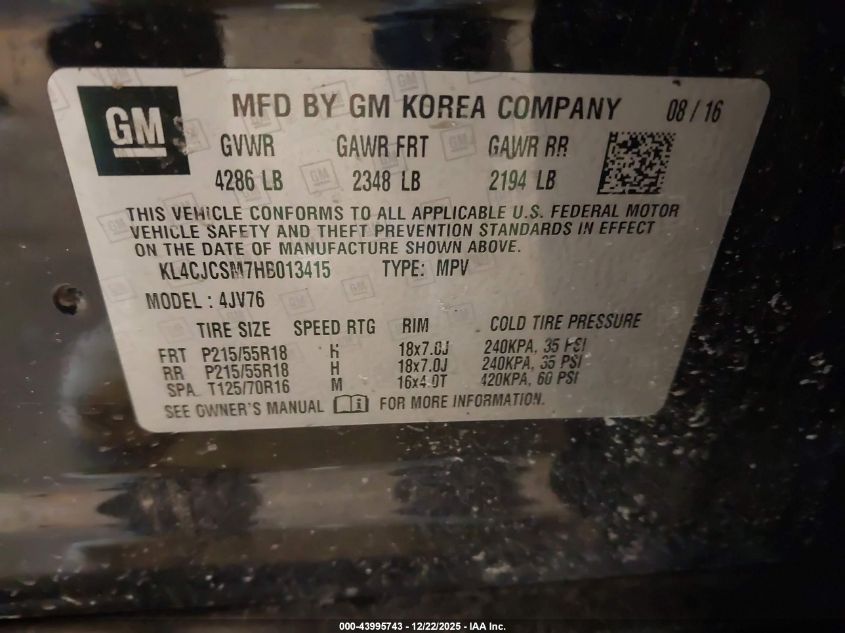 GM
MFD BY GM KOREA COMPANY 08 / 16
GVWR GAWR FRT GAWR RR
4286 LB 2348 LB 2194 LB
THIS VEHICLE CONFORMS TO ALL APPLICABLE U.S. FEDERAL MOTOR
VEHICLE SAFETY AND THEFT PREVENTION STANDARDS IN EFFECT
ON THE DATE OF MANUFACTURE SHOWN ABOVE.
KL4CJCSM7HB013415 TYPE: MPV
MODEL : 4JV76
TIRE SIZE SPEED RTG RIM COLD TIRE PRESSURE
FRT P215/55R18 H 18x7.0J 240KPA, 35 PSI
RR P215/55R18 H 18x7.0J 240KPA, 35 PSI
SPA T125/70R16 M 16x4.0T 420KPA, 60 PSI
SEE OWNER'S MANUAL FOR MORE INFORMATION.
000-43995743 - 12/22/2025 - IAA Inc.